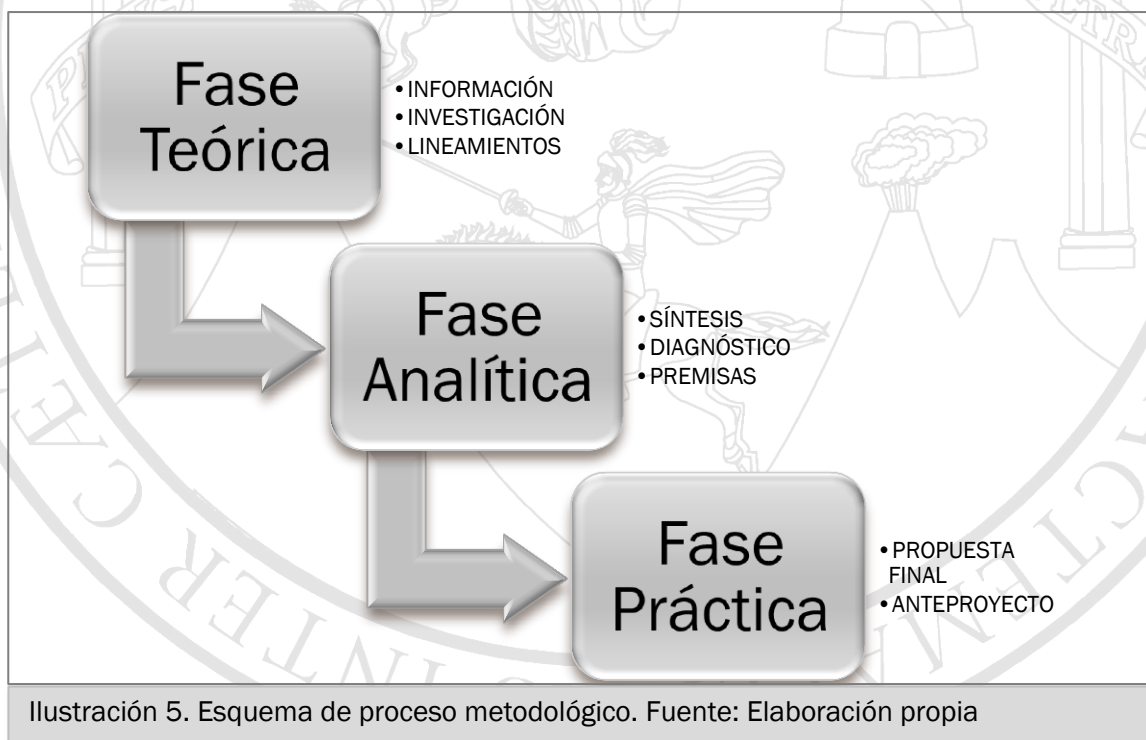 Fase
Teórica
• INFORMACIÓN
• INVESTIGACIÓN
• LINEAMIENTOS
Fase
Analítica
• SÍNTESIS
• DIAGNÓSTICO
• PREMISAS
Fase
Práctica
• PROPUESTA
FINAL
• ANTEPROYECTO
Ilustración 5. Esquema de proceso metodológico. Fuente: Elaboración propia